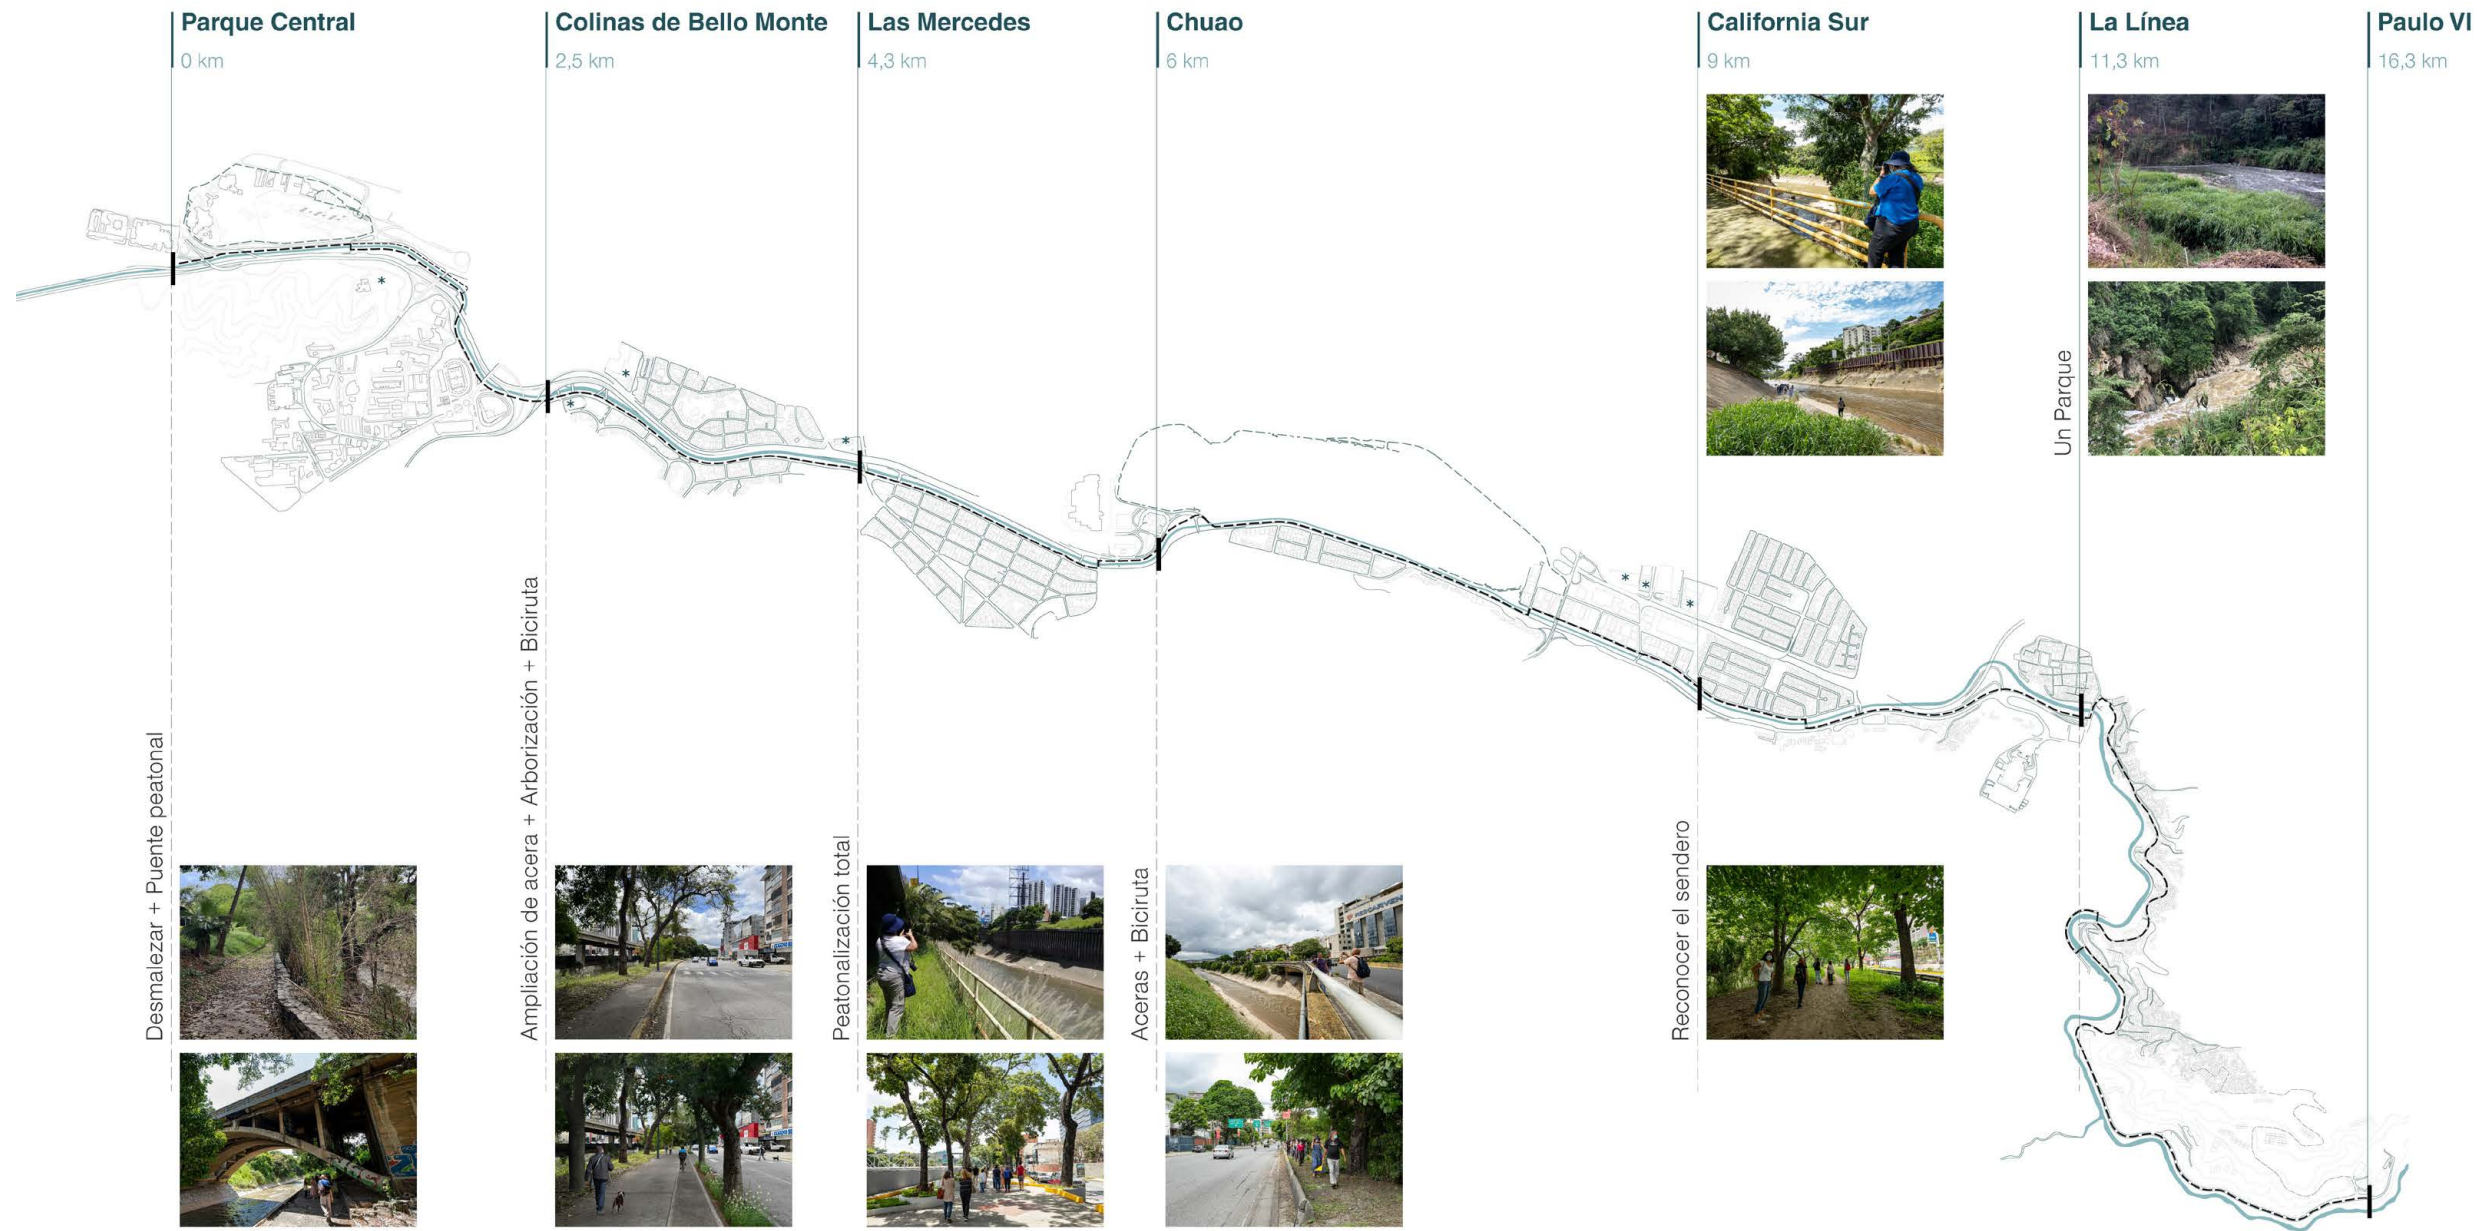 Parque Central
0 km
Colinas de Bello Monte
2,5 km
Las Mercedes
4,3 km
Chuao
6 km
California Sur
9 km
La Línea
11,3 km
Paulo VI
16,3 km
Desmalezar + Puente peatonal
Ampliación de acera + Arborización + Biciruta
Peatonalización total
Aceras + Biciruta
Reconocer el sendero
Un Parque